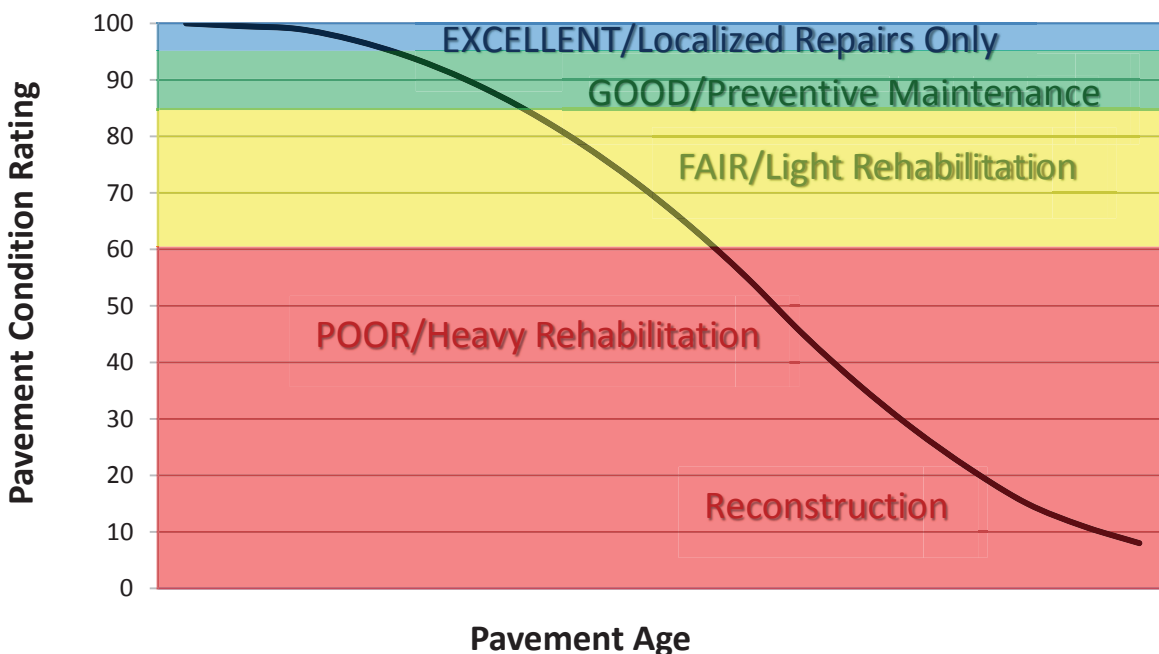 Pavement Condition Rating
100
90
80
70
60
50
40
30
20
10
0
EXCELLENT/Localized Repairs Only
GOOD/Preventive Maintenance
FAIR/Light Rehabilitation
POOR/Heavy Rehabilitation
Reconstruction
Pavement Age